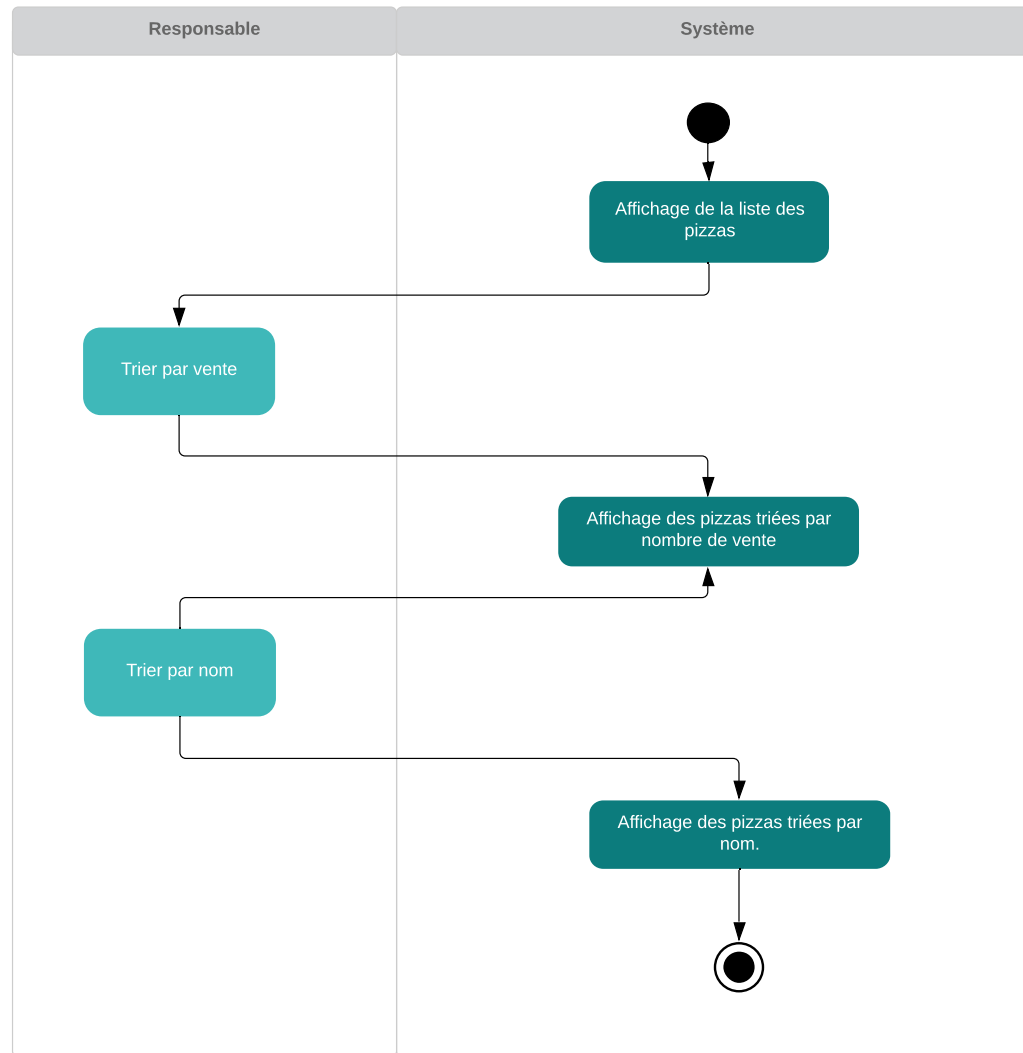 Responsable
Système
Affichage de la liste des
pizzas
Trier par vente
Affichage des pizzas triées par
nombre de vente
Trier par nom
Affichage des pizzas triées par
nom.